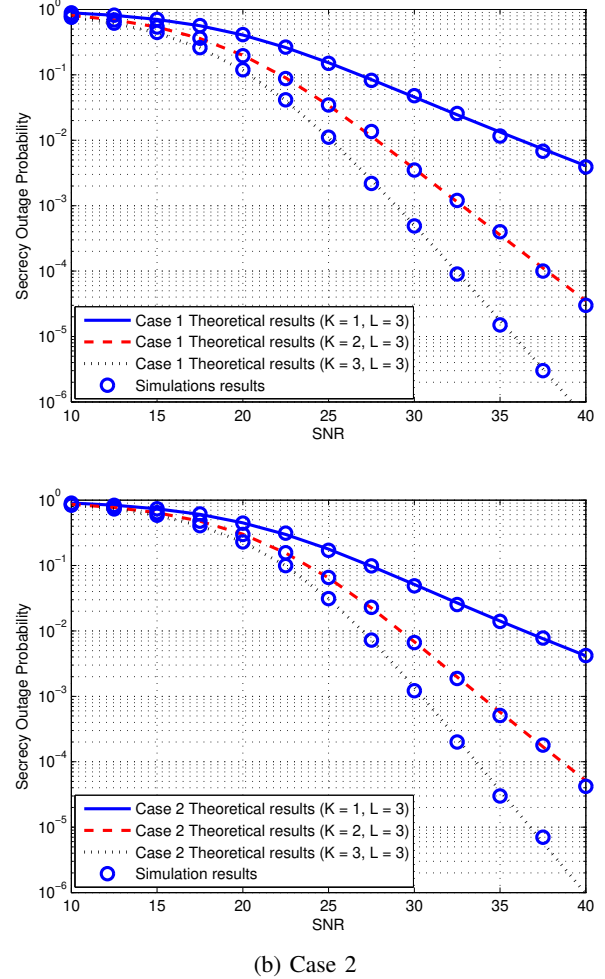 10^0
10^−1
10^−2
10^−3
10^−4
10^−5
10^−6
Secrecy Outage Probability
Case 1 Theoretical results (K = 1, L = 3)
Case 1 Theoretical results (K = 2, L = 3)
Case 1 Theoretical results (K = 3, L = 3)
Simulations results
10 15 20 25 30 35 40
SNR
10^0
10^−1
10^−2
10^−3
10^−4
10^−5
10^−6
Secrecy Outage Probability
Case 2 Theoretical results (K = 1, L = 3)
Case 2 Theoretical results (K = 2, L = 3)
Case 2 Theoretical results (K = 3, L = 3)
Simulation results
10 15 20 25 30 35 40
SNR
(b) Case 2